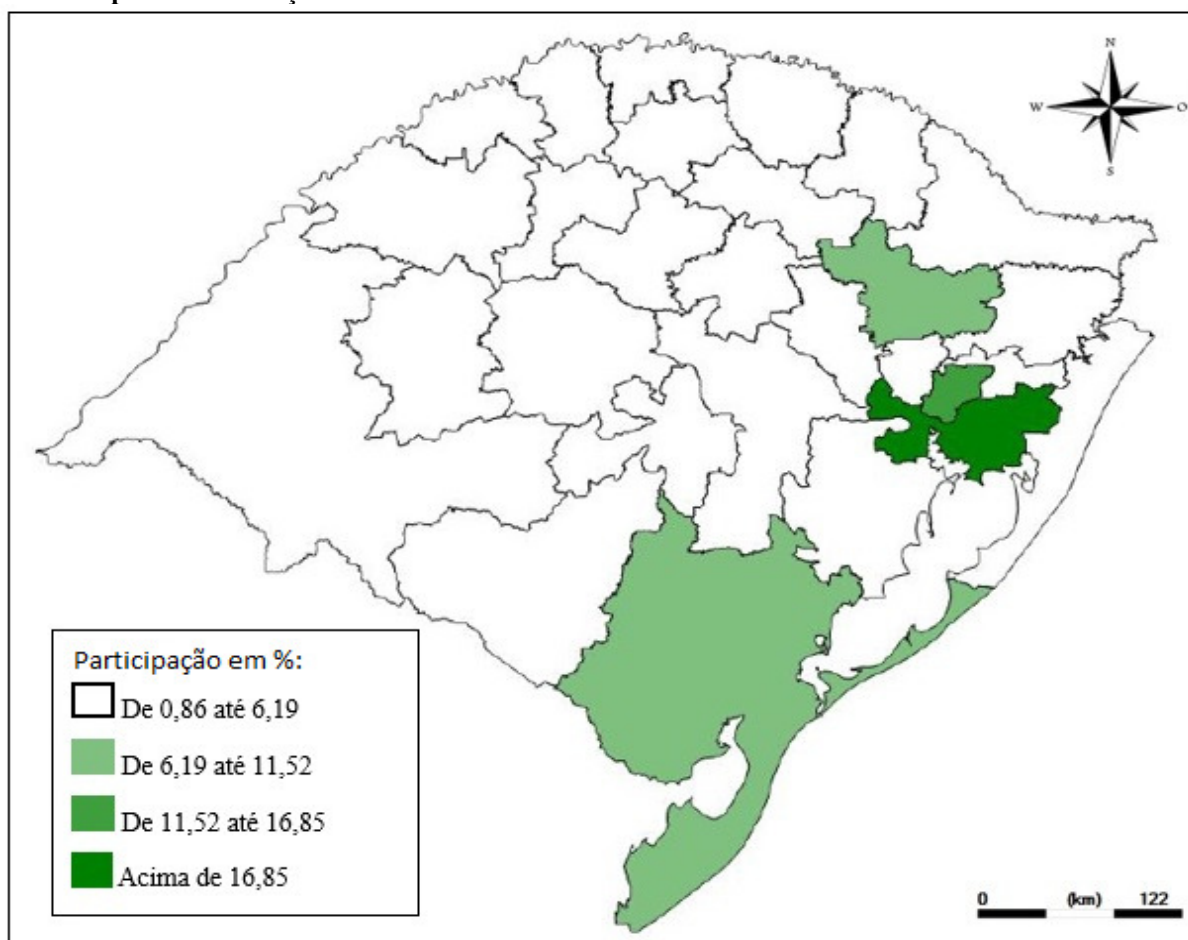 N
W
O
S
Participação em %:
De 0,86 até 6,19
De 6,19 até 11,52
De 11,52 até 16,85
Acima de 16,85
0 (km) 122